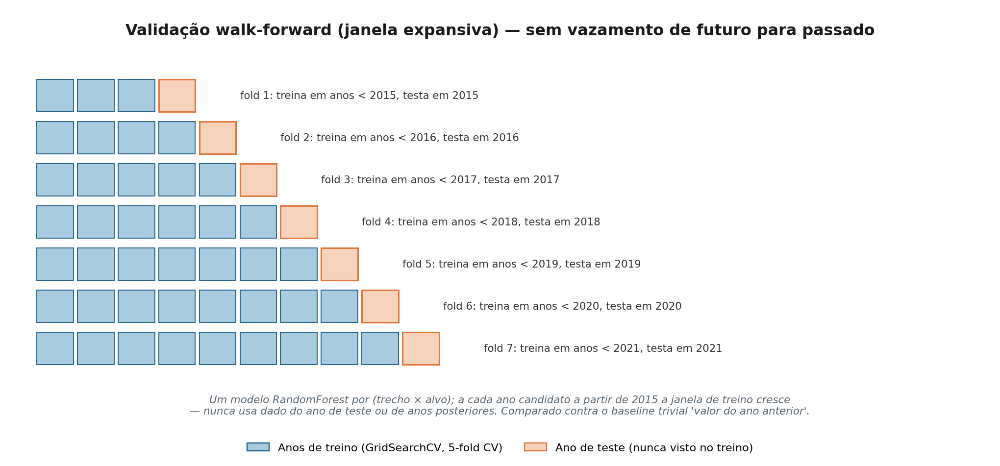 Validação walk-forward (janela expansiva) — sem vazamento de futuro para passado
fold 1: treina em anos < 2015, testa em 2015
fold 2: treina em anos < 2016, testa em 2016
fold 3: treina em anos < 2017, testa em 2017
fold 4: treina em anos < 2018, testa em 2018
fold 5: treina em anos < 2019, testa em 2019
fold 6: treina em anos < 2020, testa em 2020
fold 7: treina em anos < 2021, testa em 2021
Um modelo RandomForest por (trecho × alvo); a cada ano candidato a partir de 2015 a janela de treino cresce
— nunca usa dado do ano de teste ou de anos posteriores. Comparado contra o baseline trivial 'valor do ano anterior'.
Anos de treino (GridSearchCV, 5-fold CV)
Ano de teste (nunca visto no treino)